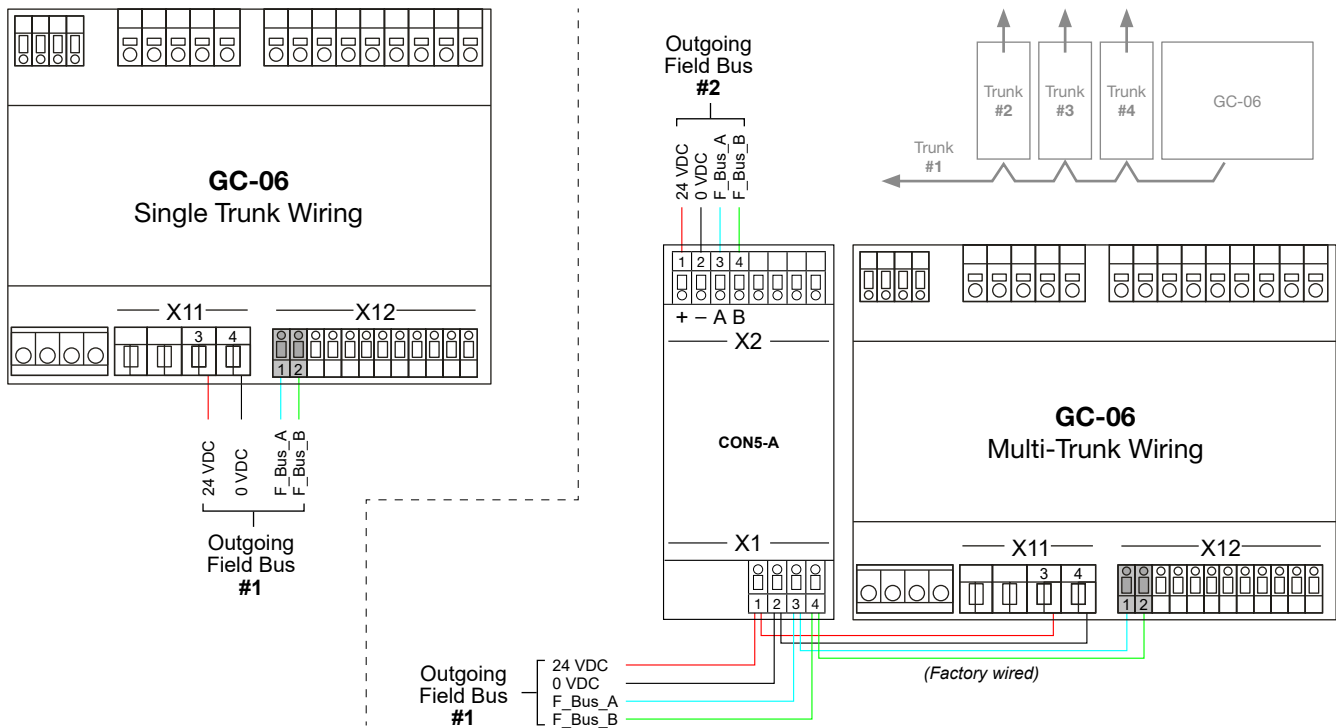 GC-06
Single Trunk Wiring
X11
X12
3 4
1 2
24 VDC
0 VDC
F_Bus_A
F_Bus_B
Outgoing
Field Bus
#1
Outgoing
Field Bus
#2
24 VDC
0 VDC
F_Bus_A
F_Bus_B
1 2 3 4
+ – A B
X2
CON5-A
X1
1 2 3 4
Trunk
#2
Trunk
#3
Trunk
#4
GC-06
Trunk
#1
GC-06
Multi-Trunk Wiring
X11
X12
3 4
1 2
(Factory wired)
Outgoing
Field Bus
#1
24 VDC
0 VDC
F_Bus_A
F_Bus_B